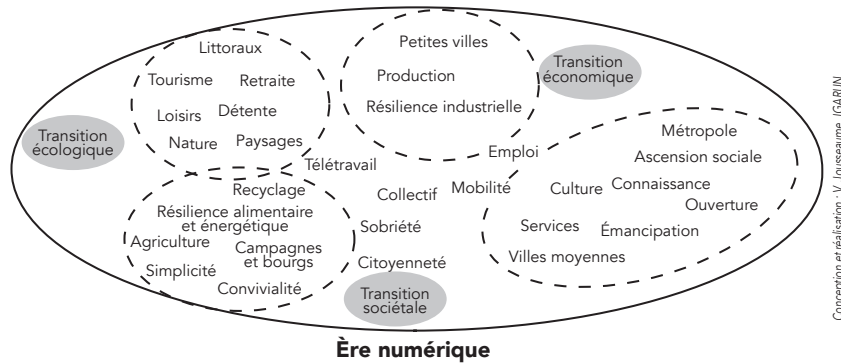 Littoraux
Tourisme
Retraite
Loisirs
Détente
Nature
Paysages
Petites villes
Production
Résilience industrielle
Transition
économique
Transition
écologique
Télétravail
Emploi
Collectif
Mobilité
Sobriété
Citoyenneté
Métropole
Ascension sociale
Culture
Connaissance
Ouverture
Services
Émancipation
Villes moyennes
Recyclage
Résilience alimentaire
et énergétique
Agriculture
Campagnes
et bourgs
Simplicité
Convivialité
Transition
sociétale
Ère numérique
Conception et réalisation : V. Jousseaume, IGARUN